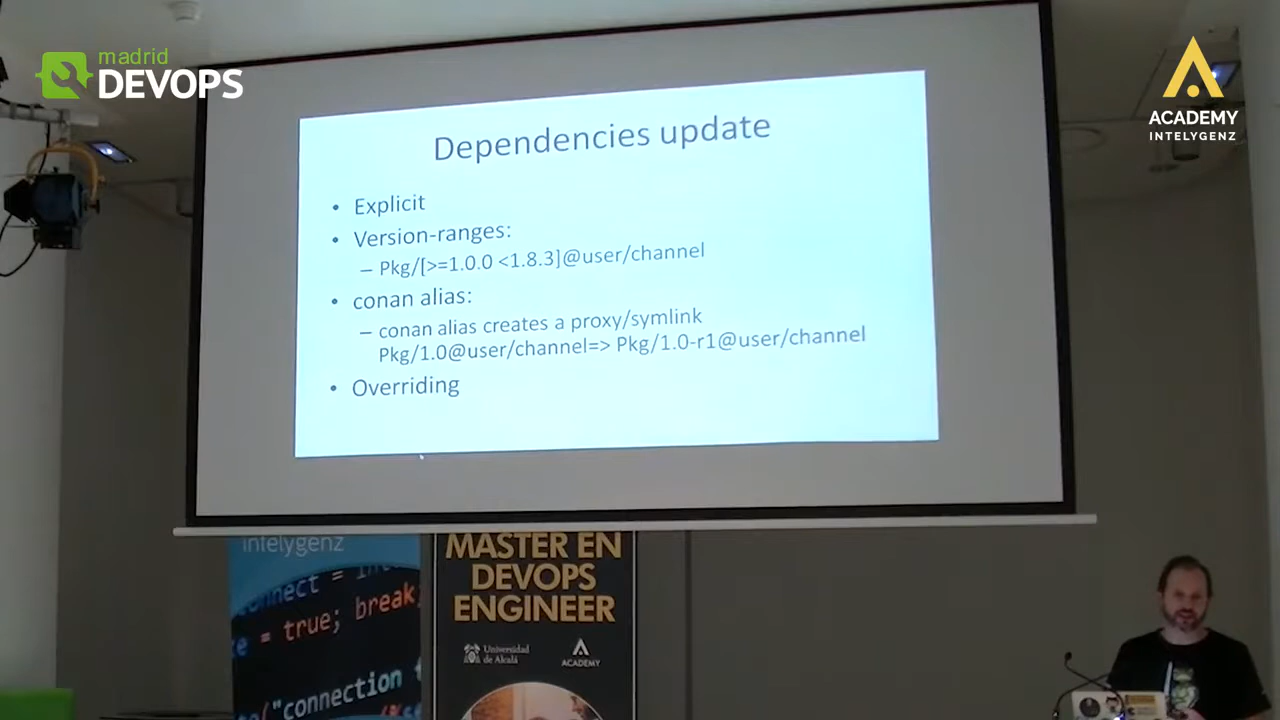 madrid
DEVOPS
ACADEMY
INTELYGENZ
Dependencies update
• Explicit
• Version-ranges:
– Pkg/[>=1.0.0 <1.8.3]@user/channel
• conan alias:
– conan alias creates a proxy/symlink
Pkg/1.0@user/channel=> Pkg/1.0-r1@user/channel
• Overriding
intelygenz
= true; break;
("connection
MASTER EN
DEVOPS
ENGINEER
Universidad
de Alcalá
ACADEMY